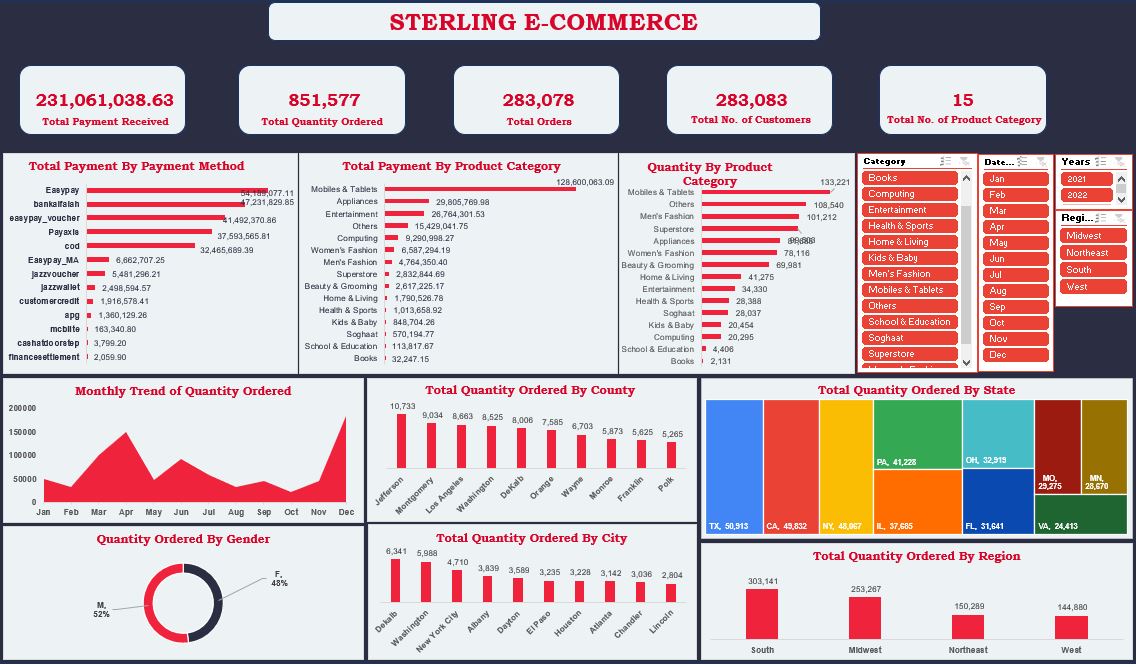 STERLING E-COMMERCE
231,061,038.63
Total Payment Received
851,577
Total Quantity Ordered
283,078
Total Orders
283,083
Total No. of Customers
15
Total No. of Product Category
Total Payment By Payment Method
Easypay 54,189,077.11
bankalfalah 47,231,829.85
easypay_voucher 41,492,370.86
Payaxis 37,593,565.81
cod 32,465,689.39
Easypay_MA 6,662,707.25
jazzvoucher 5,481,296.21
jazzwallet 2,498,594.57
customercredit 1,916,578.41
apg 1,360,129.26
mcblite 163,340.80
cashatdoorstep 3,799.20
financesettlement 2,059.90
Total Payment By Product Category
Mobiles & Tablets 128,600,063.09
Appliances 29,805,769.98
Entertainment 26,764,301.53
Others 15,429,041.75
Computing 9,290,998.27
Women's Fashion 6,587,294.19
Men's Fashion 4,764,350.40
Superstore 2,832,844.69
Beauty & Grooming 2,617,225.17
Home & Living 1,790,526.78
Health & Sports 1,013,658.92
Kids & Baby 848,704.26
Soghaat 570,194.77
School & Education 113,817.67
Books 32,247.15
Quantity By Product
Category
Mobiles & Tablets 133,221
Others 108,540
Men's Fashion 101,212
Superstore
Appliances
Women's Fashion 78,116
Beauty & Grooming 69,981
Home & Living 41,275
Entertainment 34,330
Health & Sports 28,388
Soghaat 28,037
Kids & Baby 20,454
Computing 20,295
School & Education 4,406
Books 2,131
Category
Books
Computing
Entertainment
Health & Sports
Home & Living
Kids & Baby
Men's Fashion
Mobiles & Tablets
Others
School & Education
Soghaat
Superstore
Date...
Jan
Feb
Mar
Apr
May
Jun
Jul
Aug
Sep
Oct
Nov
Dec
Years
2021
2022
Regi...
Midwest
Northeast
South
West
Monthly Trend of Quantity Ordered
200000
150000
100000
50000
0
Jan Feb Mar Apr May Jun Jul Aug Sep Oct Nov Dec
Total Quantity Ordered By County
10,733 9,034 8,663 8,525 8,006 7,585 6,703 5,873 5,625 5,265
Jefferson Montgomery Los Angeles Washington DeKalb Orange Wayne Monroe Franklin Polk
Total Quantity Ordered By State
TX, 50,913
CA, 49,832
NY, 48,067
PA, 41,228
IL, 37,685
OH, 32,919
FL, 31,641
MO,
29,275
MN,
28,670
VA, 24,413
Quantity Ordered By Gender
F,
48%
M,
52%
Total Quantity Ordered By City
6,341 5,988 4,710 3,839 3,589 3,235 3,228 3,142 3,036 2,804
Dekalb Washington New York City Albany Dayton El Paso Houston Atlanta Chandler Lincoln
Total Quantity Ordered By Region
303,141 253,267 150,289 144,880
South Midwest Northeast West